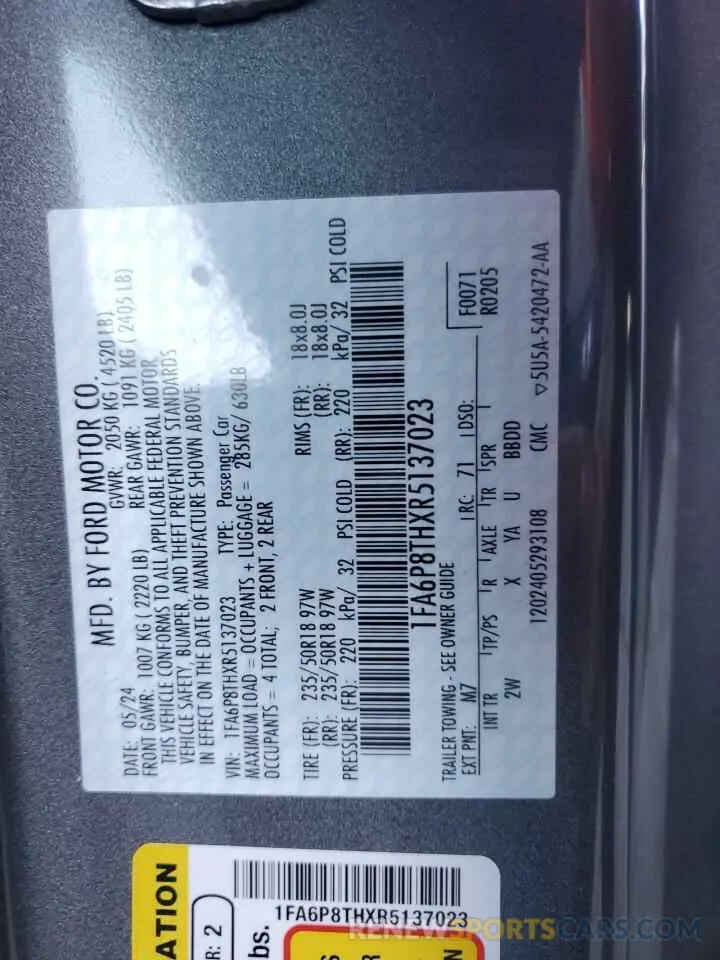 MFD. BY FORD MOTOR CO.
DATE: 05/24 GVWR: 2050 KG ( 4520 LB)
FRONT GAWR: 1007 KG ( 2220 LB) REAR GAWR: 1091 KG ( 2405 LB)
THIS VEHICLE CONFORMS TO ALL APPLICABLE FEDERAL MOTOR
VEHICLE SAFETY, BUMPER, AND THEFT PREVENTION STANDARDS
IN EFFECT ON THE DATE OF MANUFACTURE SHOWN ABOVE.
VIN: 1FA6P8THXR5137023 TYPE: Passenger Car
MAXIMUM LOAD = OCCUPANTS + LUGGAGE = 285KG/ 630LB
OCCUPANTS = 4 TOTAL; 2 FRONT, 2 REAR
TIRE (FR): 235/50R18 97W RIMS (FR): 18x8.0J
(RR): 235/50R18 97W (RR): 18x8.0J
PRESSURE (FR): 220 kPa/ 32 PSI COLD (RR): 220 kPa/ 32 PSI COLD
1FA6P8THXR5137023
TRAILER TOWING - SEE OWNER GUIDE
EXT PNT: M7 RC: 71 DSO: F0071
INT TR TP/PS R AXLE TR SPR R0205
2W X YA U BBDD
1202405293108 CMC 5U5A-5420472-AA
ATION
R: 2
1FA6P8THXR5137023
bs.
RENEWSPORTSCARS.COM